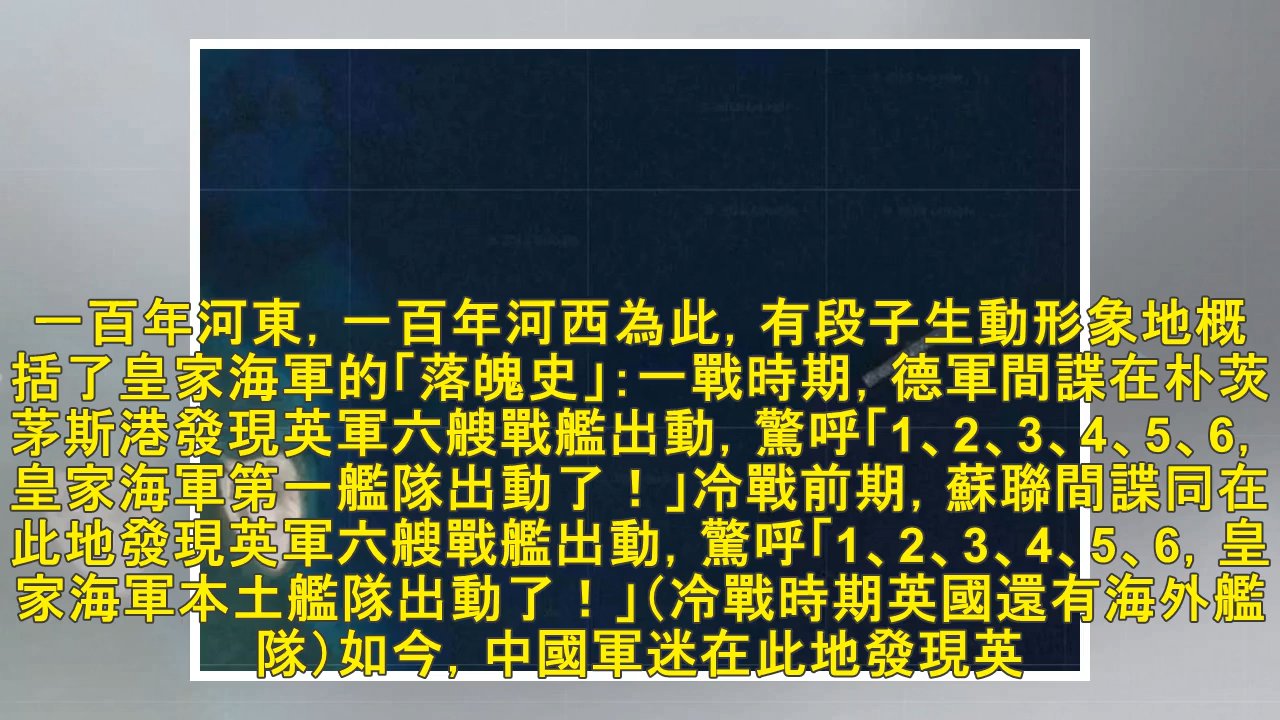 一百年河東, 一百年河西為此, 有段子生動形象地概
括了皇家海軍的「落魄史」:一戰時期, 德軍間諜在朴茨
茅斯港發現英軍六艘戰艦出動, 驚呼「1、2、3、4、5、6,
皇家海軍第一艦隊出動了！」冷戰前期, 蘇聯間諜同在
此地發現英軍六艘戰艦出動, 驚呼「1、2、3、4、5、6, 皇
家海軍本土艦隊出動了！」(冷戰時期英國還有海外艦
隊)如今, 中國軍迷在此地發現英